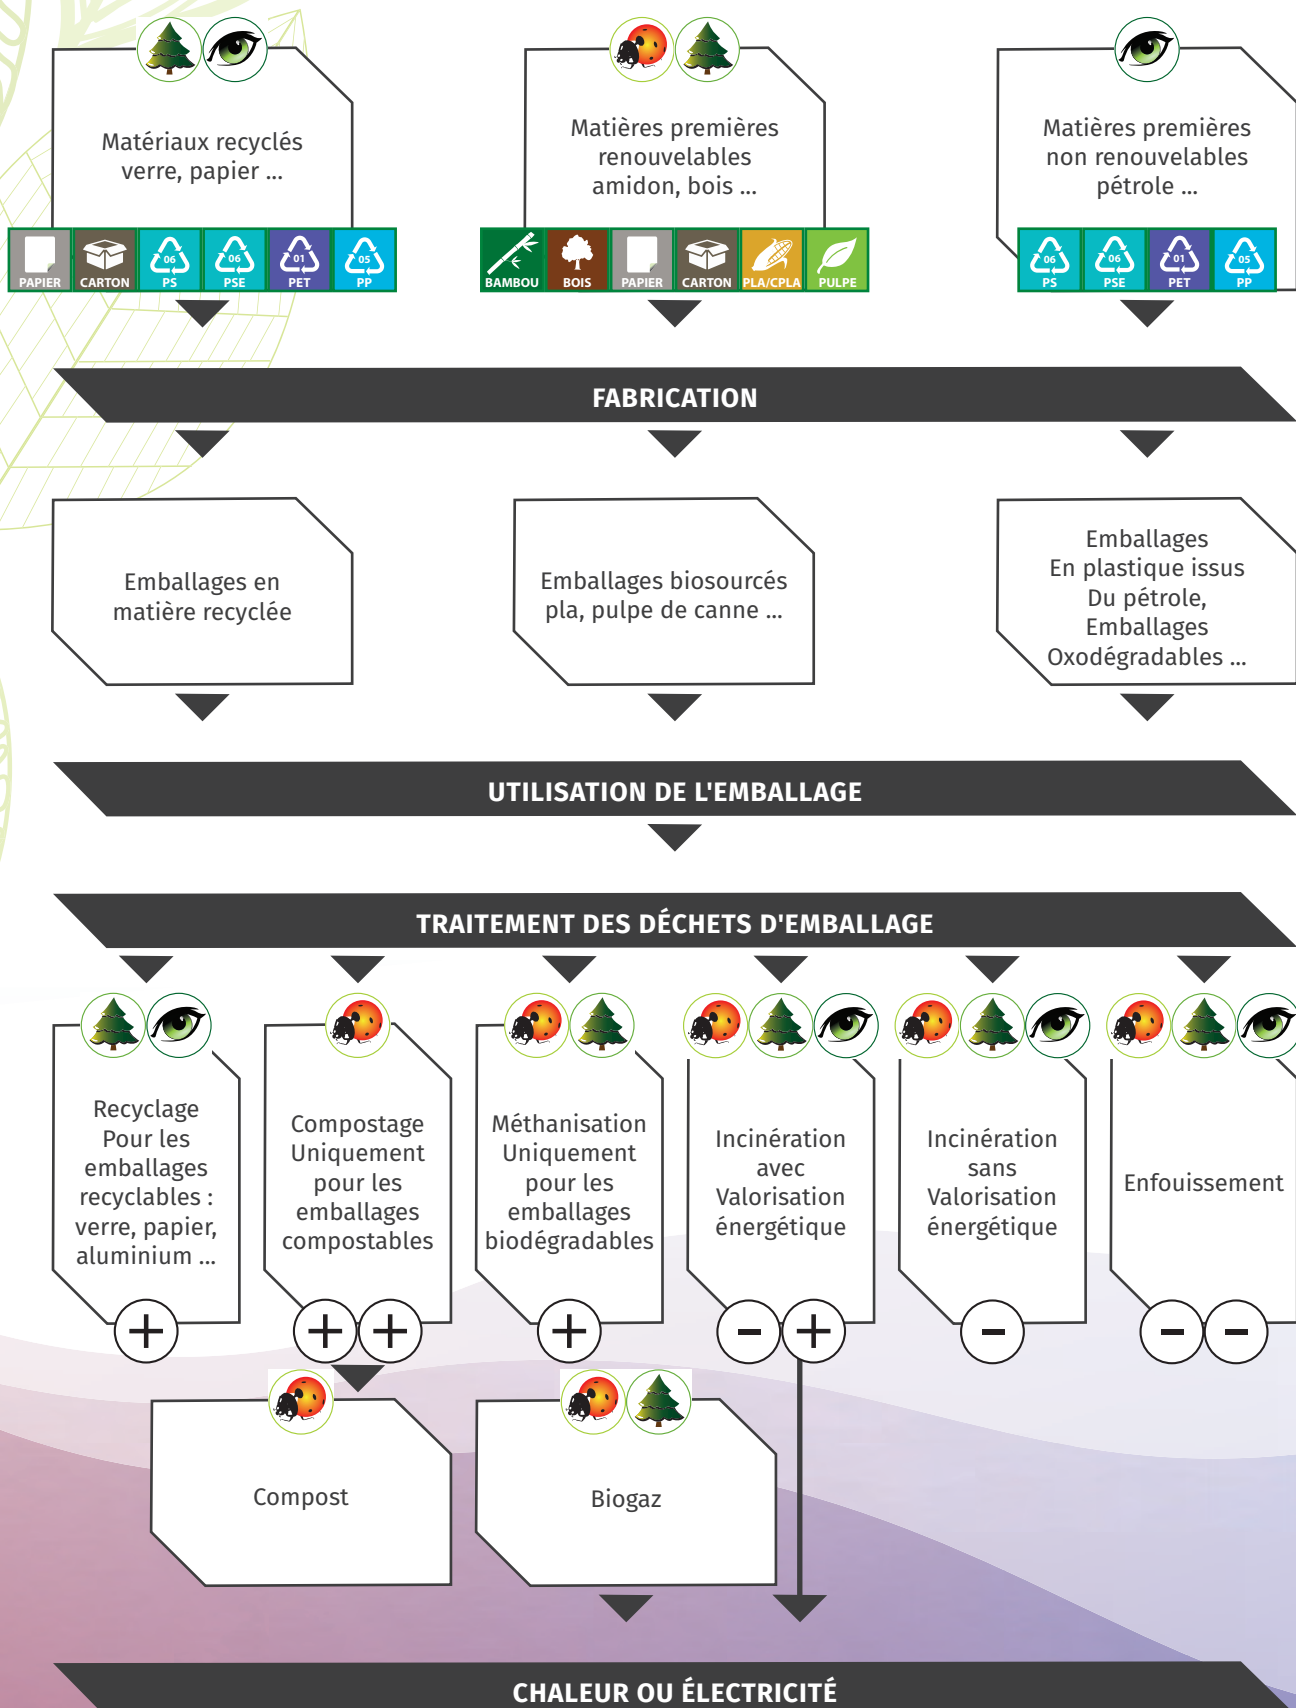 Matériaux recyclés
verre, papier ...
PAPIER
CARTON
06
PS
06
PSE
01
PET
05
PP
Matières premières
renouvelables
amidon, bois ...
BAMBOU
BOIS
PAPIER
CARTON
PLA/CPLA
PULPE
Matières premières
non renouvelables
pétrole ...
06
PS
06
PSE
01
PET
05
PP
FABRICATION
Emballages en
matière recyclée
Emballages biosourcés
pla, pulpe de canne ...
Emballages
En plastique issus
Du pétrole,
Emballages
Oxodégradables ...
UTILISATION DE L'EMBALLAGE
TRAITEMENT DES DÉCHETS D'EMBALLAGE
Recyclage
Pour les
emballages
recyclables :
verre, papier,
aluminium ...
+
Compostage
Uniquement
pour les
emballages
compostables
+ +
Méthanisation
Uniquement
pour les
emballages
biodégradables
+
Incinération
avec
Valorisation
énergétique
- +
Incinération
sans
Valorisation
énergétique
-
Enfouissement
- -
Compost
Biogaz
CHALEUR OU ÉLECTRICITÉ